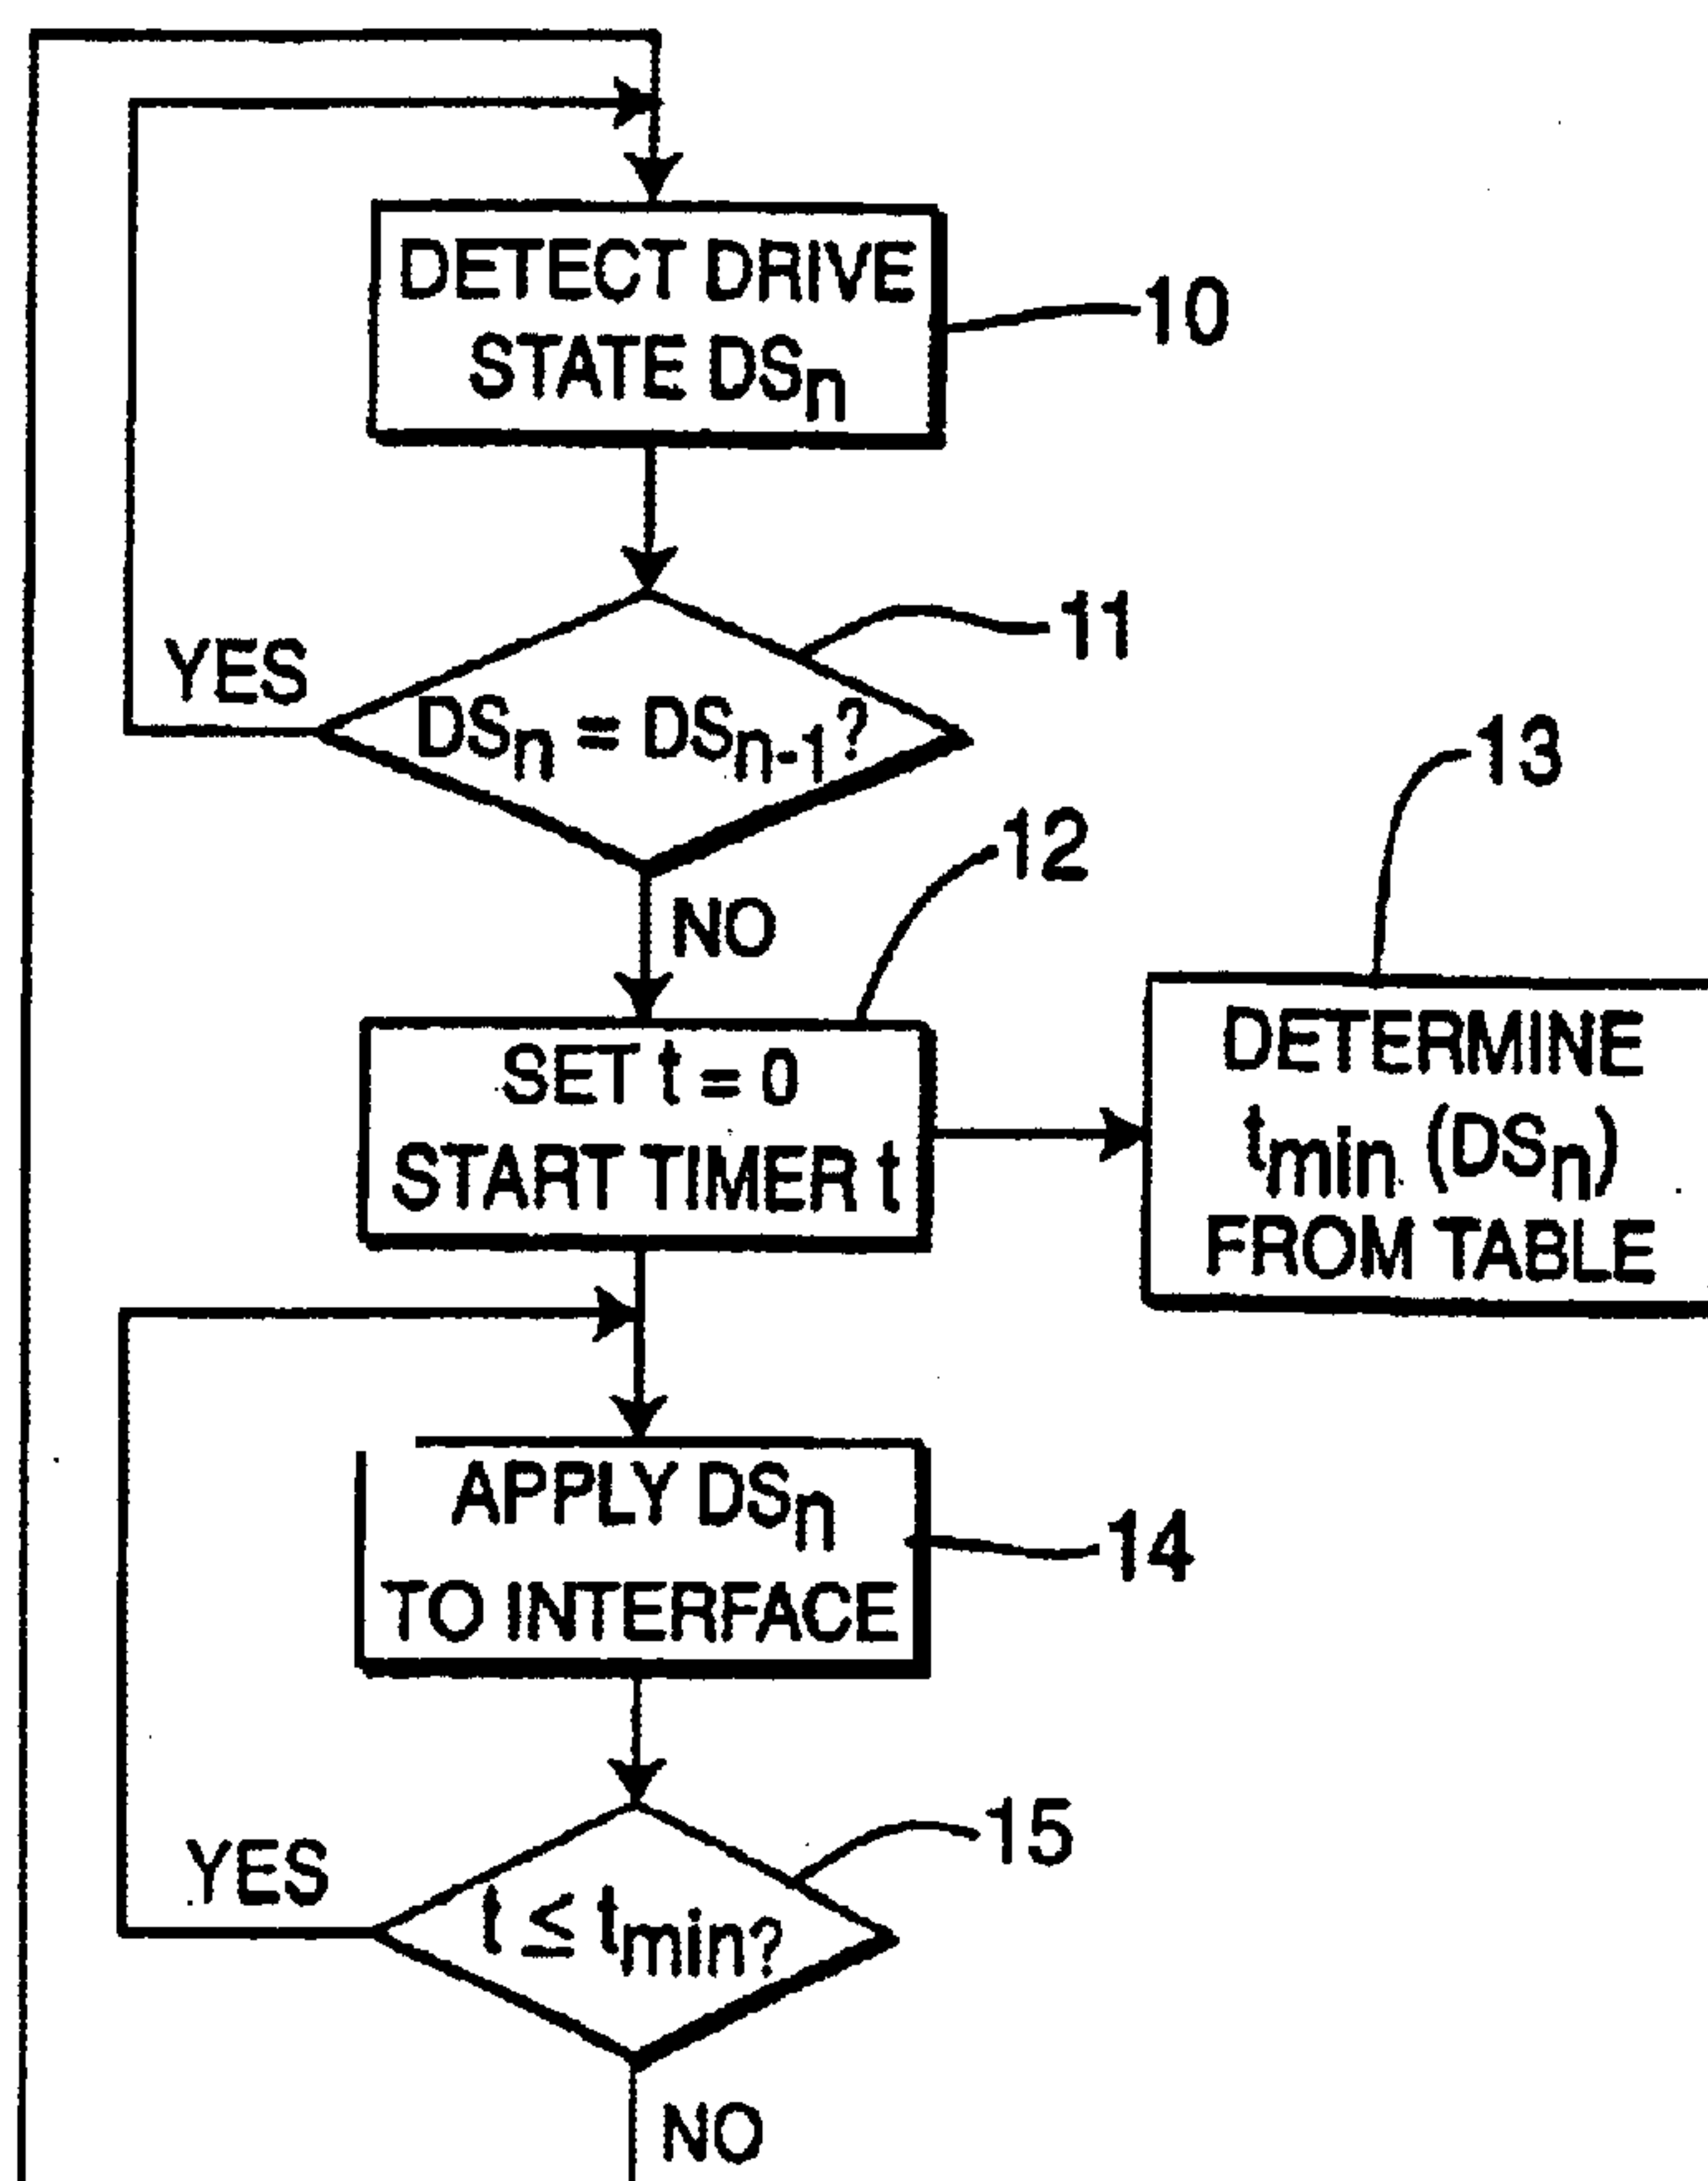 DETECT DRIVE
STATE DSn
10
11
YES
DSn = DSn-1?
12
13
NO
SET t = 0
START TIMER t
DETERMINE
tmin (DSn)
FROM TABLE
APPLY DSn
TO INTERFACE
14
15
YES
t ≤ tmin?
NO